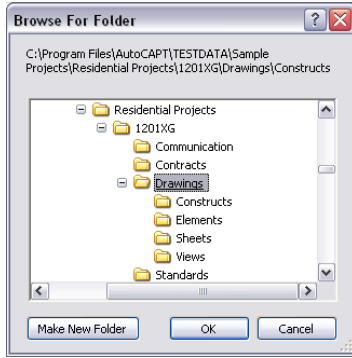 Browse For Folder
C:\Program Files\AutoCAPT\TESTDATA\Sample
Projects\Residential Projects\1201XG\Drawings\Constructs
Residential Projects
1201XG
Communication
Contracts
Drawings
Constructs
Elements
Sheets
Views
Standards
Make New Folder
OK
Cancel